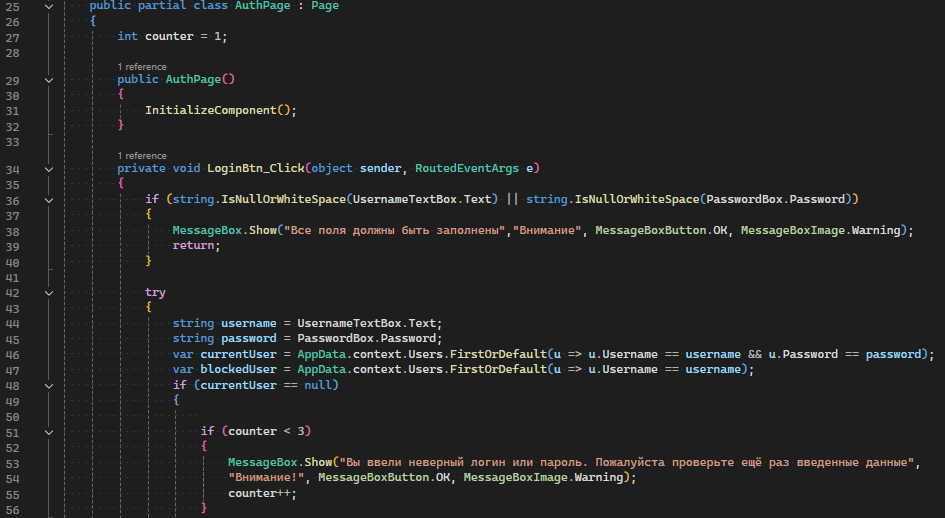 25 public partial class AuthPage : Page
26 {
27 int counter = 1;
28
1 reference
29 public AuthPage()
30 {
31 InitializeComponent();
32 }
33
1 reference
34 private void LoginBtn_Click(object sender, RoutedEventArgs e)
35 {
36 if (string.IsNullOrWhiteSpace(UsernameTextBox.Text) || string.IsNullOrWhiteSpace(PasswordBox.Password))
37 {
38 MessageBox.Show("Все поля должны быть заполнены","Внимание", MessageBoxButton.OK, MessageBoxImage.Warning);
39 return;
40 }
41
42 try
43 {
44 string username = UsernameTextBox.Text;
45 string password = PasswordBox.Password;
46 var currentUser = AppData.context.Users.FirstOrDefault(u => u.Username == username && u.Password == password);
47 var blockedUser = AppData.context.Users.FirstOrDefault(u => u.Username == username);
48 if (currentUser == null)
49 {
50
51 if (counter < 3)
52 {
53 MessageBox.Show("Вы ввели неверный логин или пароль. Пожалуйста проверьте ещё раз введенные данные",
54 "Внимание!", MessageBoxButton.OK, MessageBoxImage.Warning);
55 counter++;
56 }